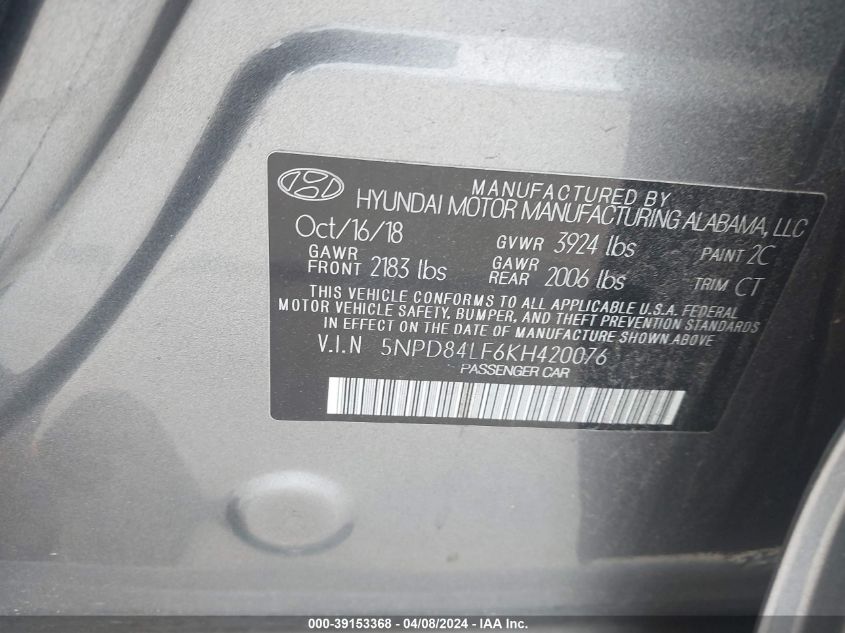 MANUFACTURED BY
HYUNDAI MOTOR MANUFACTURING ALABAMA, LLC
Oct/16/18 GVWR 3924 lbs PAINT 2C
GAWR FRONT 2183 lbs GAWR REAR 2006 lbs TRIM CT
THIS VEHICLE CONFORMS TO ALL APPLICABLE U.S.A. FEDERAL
MOTOR VEHICLE SAFETY, BUMPER, AND THEFT PREVENTION STANDARDS
IN EFFECT ON THE DATE OF MANUFACTURE SHOWN ABOVE
V.I.N 5NPD84LF6KH420076
PASSENGER CAR
000-39153368 - 04/08/2024 - IAA, Inc.